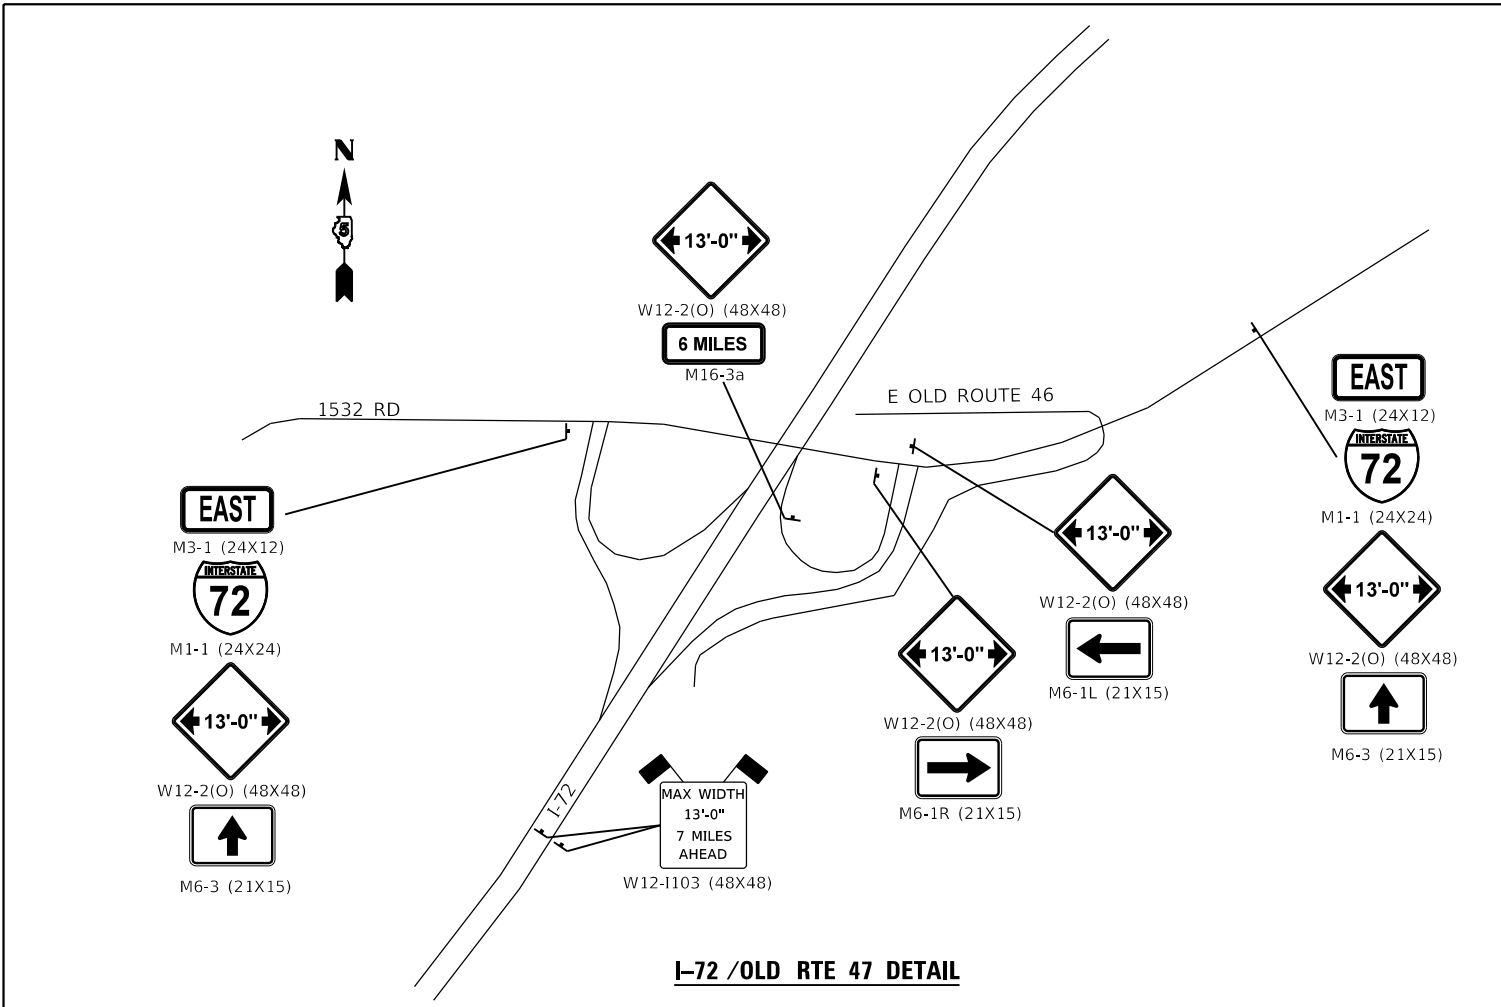 N
5
13'-0"
W12-2(O) (48X48)
6 MILES
M16-3a
1532 RD
E OLD ROUTE 46
EAST
M3-1 (24X12)
INTERSTATE
72
M1-1 (24X24)
13'-0"
W12-2(O) (48X48)
M6-3 (21X15)
EAST
M3-1 (24X12)
INTERSTATE
72
M1-1 (24X24)
13'-0"
W12-2(O) (48X48)
M6-3 (21X15)
13'-0"
W12-2(O) (48X48)
M6-1L (21X15)
13'-0"
W12-2(O) (48X48)
M6-1R (21X15)
I-72
MAX WIDTH
13'-0"
7 MILES
AHEAD
W12-I103 (48X48)
I-72 /OLD RTE 47 DETAIL